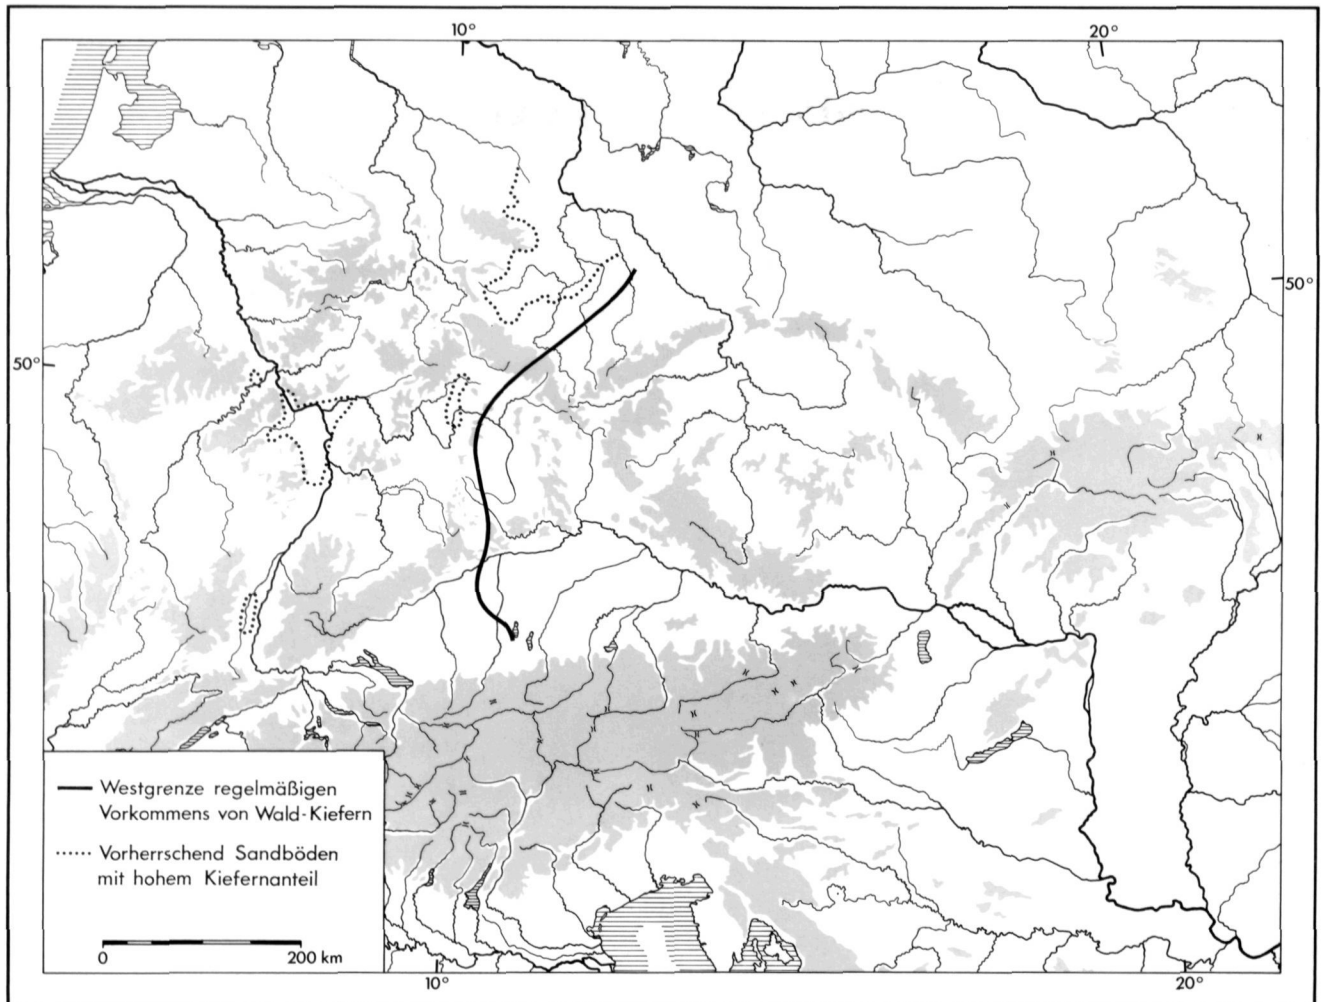 10°
20°
50°
50°
Westgrenze regelmäßigen
Vorkommens von Wald-Kiefern
Vorherrschend Sandböden
mit hohem Kiefernanteil
0
200 km
10°
20°